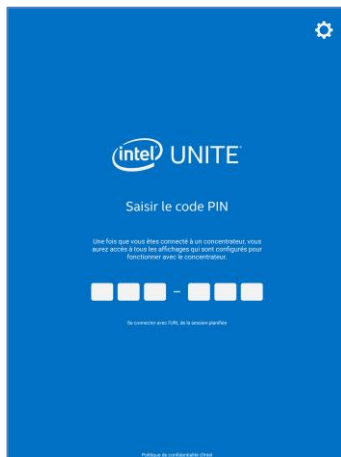 intel UNITE
Saisir le code PIN
Une fois que vous êtes connecté à un concentrateur, vous
aurez accès à tous les affichages qui sont configurés pour
fonctionner avec le concentrateur.
–
Se connecter avec l'URL de la session planifiée
Politique de confidentialité d'Intel